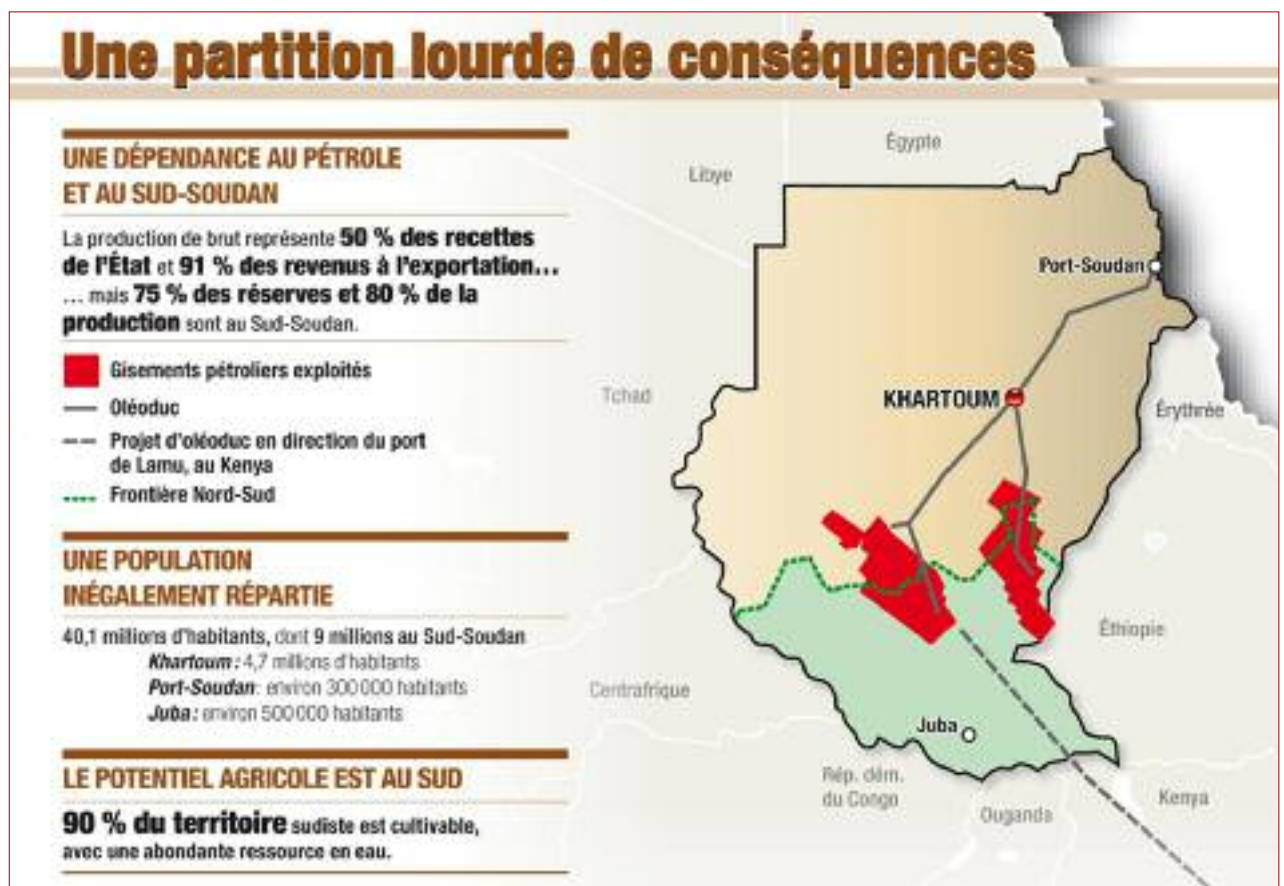 Une partition lourde de conséquences
UNE DÉPENDANCE AU PÉTROLE
ET AU SUD-SOUDAN
La production de brut représente 50 % des recettes
de l'État et 91 % des revenus à l'exportation...
... mais 75 % des réserves et 80 % de la
production sont au Sud-Soudan.
Gisements pétroliers exploités
Oléoduc
Projet d'oléoduc en direction du port
de Lamu, au Kenya
Frontière Nord-Sud
UNE POPULATION
INÉGALEMENT RÉPARTIE
40,1 millions d'habitants, dont 9 millions au Sud-Soudan
Khartoum : 4,7 millions d'habitants
Port-Soudan : environ 300 000 habitants
Juba : environ 500 000 habitants
LE POTENTIEL AGRICOLE EST AU SUD
90 % du territoire sudiste est cultivable,
avec une abondante ressource en eau.
Égypte
Libye
Port-Soudan
Tchad
KHARTOUM
Érythrée
Éthiopie
Centrafrique
Juba
Rép. dém.
du Congo
Ouganda
Kenya